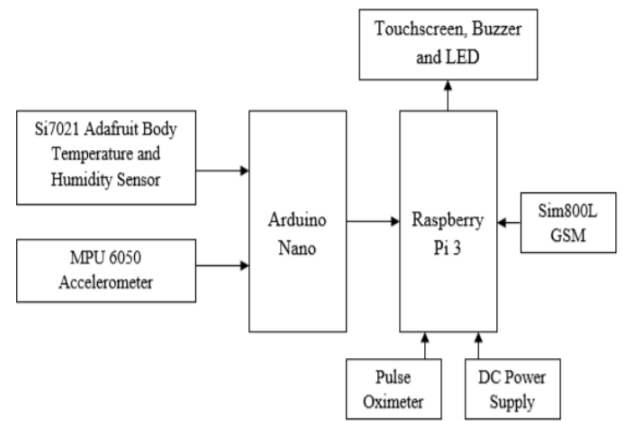 Touchscreen, Buzzer
and LED
Si7021 Adafruit Body
Temperature and
Humidity Sensor
MPU 6050
Accelerometer
Arduino
Nano
Raspberry
Pi 3
Sim800L
GSM
Pulse
Oximeter
DC Power
Supply